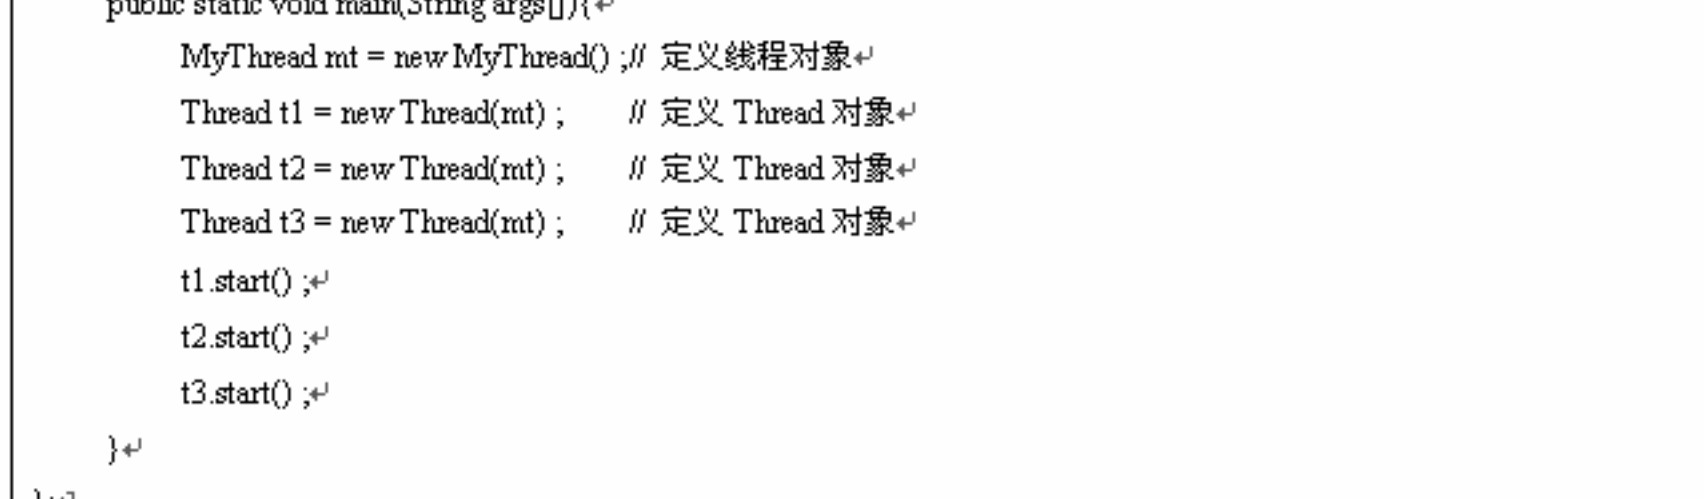 public static void main(String args[]){↵
MyThread mt = new MyThread() ;// 定义线程对象↵
Thread t1 = new Thread(mt) ; // 定义 Thread 对象↵
Thread t2 = new Thread(mt) ; // 定义 Thread 对象↵
Thread t3 = new Thread(mt) ; // 定义 Thread 对象↵
t1.start() ;↵
t2.start() ;↵
t3.start() ;↵
}↵